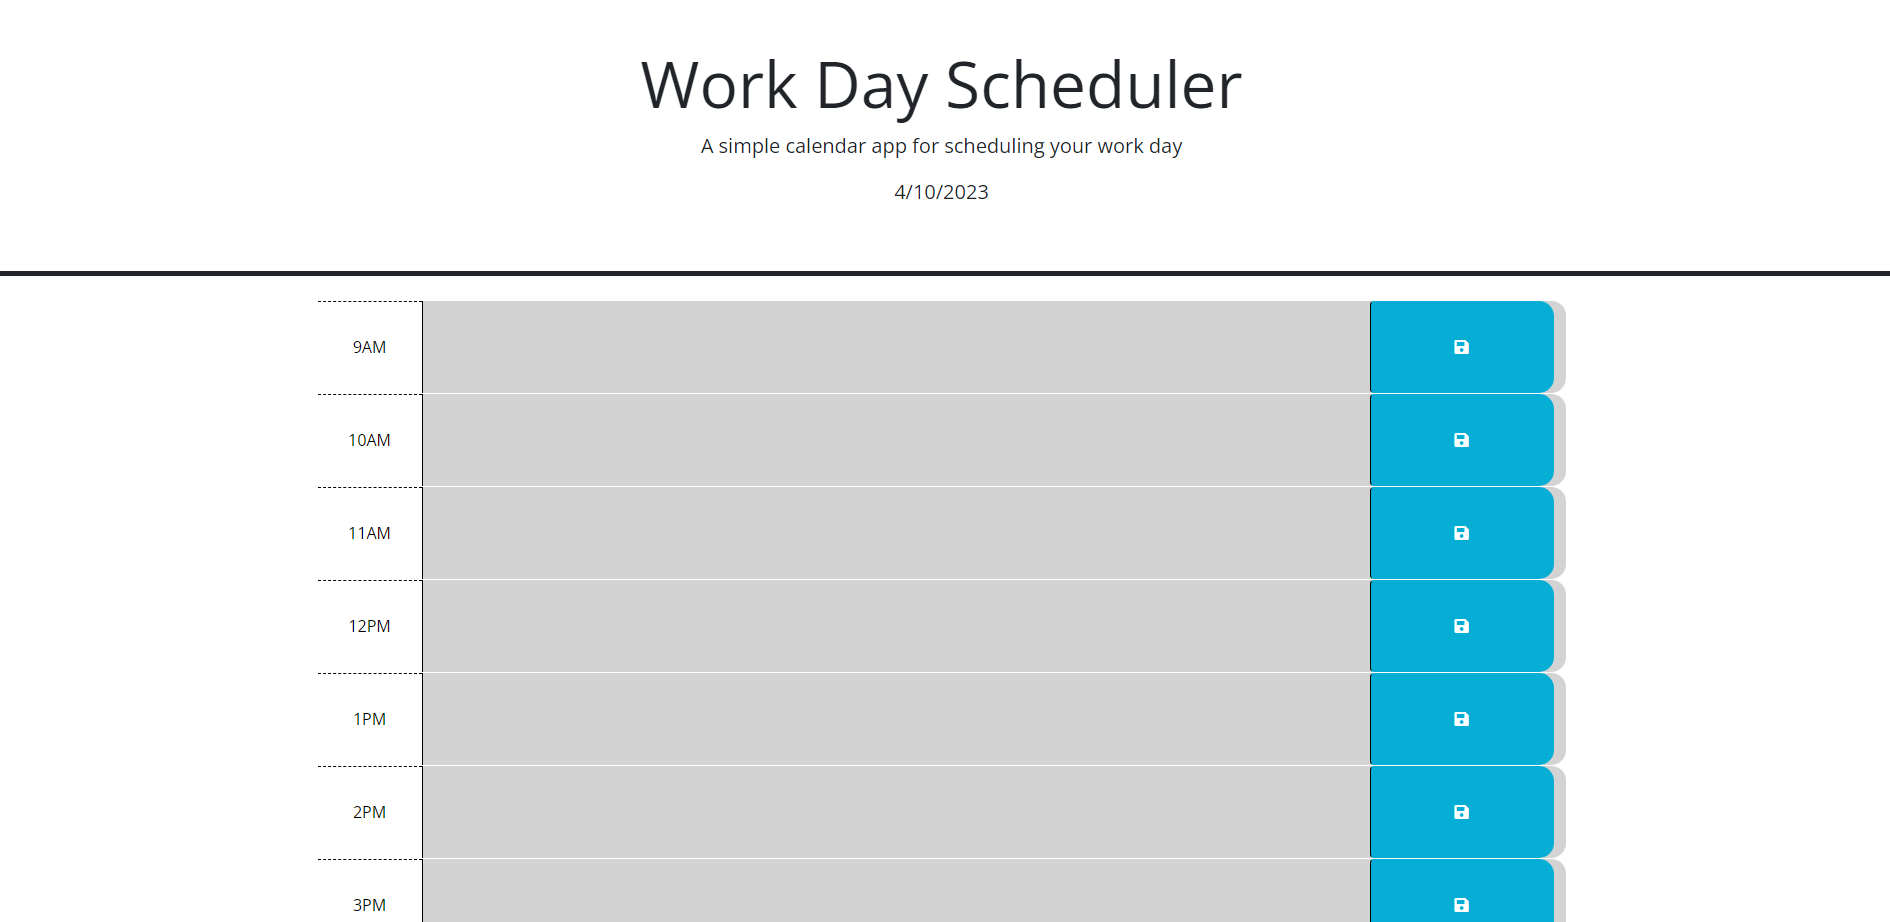 Work Day Scheduler
A simple calendar app for scheduling your work day
4/10/2023
9AM
10AM
11AM
12PM
1PM
2PM
3PM